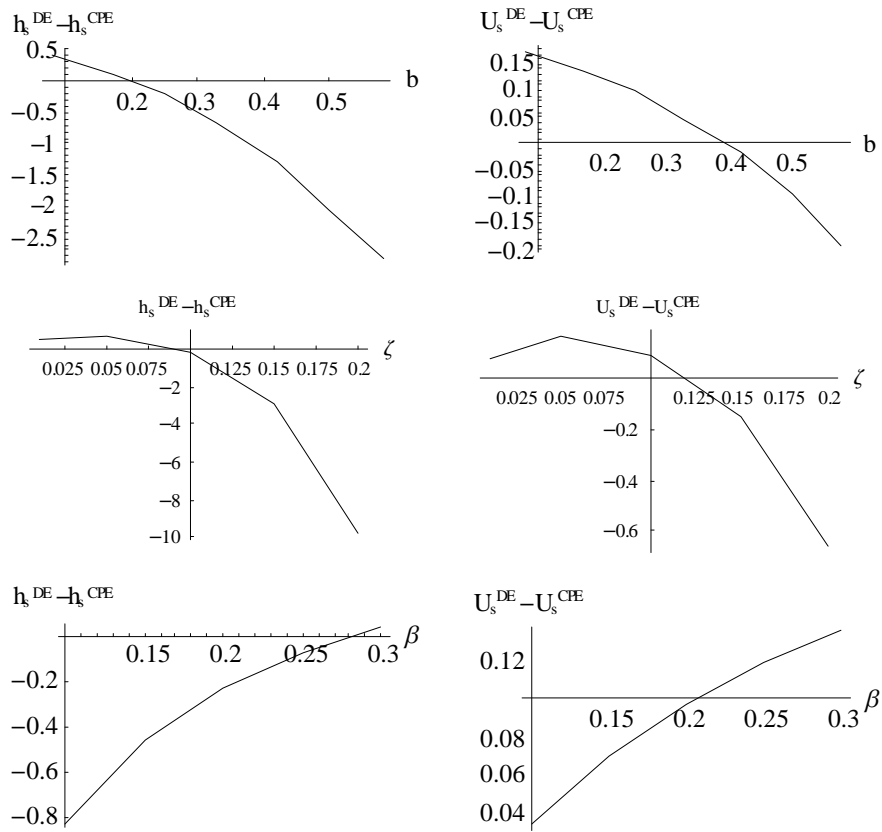 h_s^DE −h_s^CPE
0.5
−0.5
−1
−1.5
−2
−2.5
0.2 0.3 0.4 0.5
b
U_s^DE −U_s^CPE
0.15
0.1
0.05
−0.05
−0.1
−0.15
−0.2
0.2 0.3 0.4 0.5
b
h_s^DE −h_s^CPE
0.025 0.05 0.075 0.125 0.15 0.175 0.2
ζ
−2
−4
−6
−8
−10
U_s^DE −U_s^CPE
0.025 0.05 0.075 0.125 0.15 0.175 0.2
ζ
−0.2
−0.4
−0.6
h_s^DE −h_s^CPE
0.15 0.2 0.25 0.3
β
−0.2
−0.4
−0.6
−0.8
U_s^DE −U_s^CPE
0.12
0.08
0.06
0.04
0.15 0.2 0.25 0.3
β